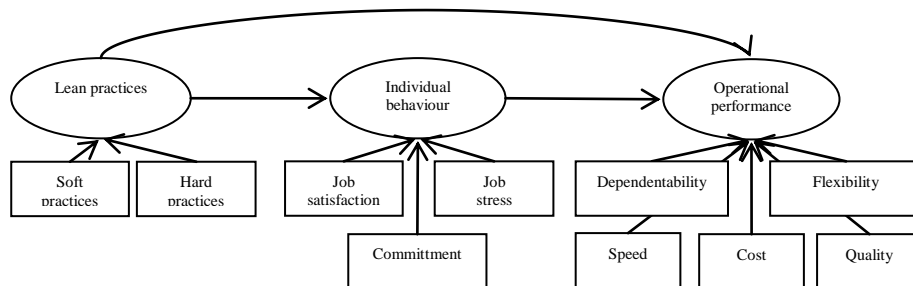 Lean practices
Individual
behaviour
Operational
performance
Soft
practices
Hard
practices
Job
satisfaction
Job
stress
Dependentability
Flexibility
Committment
Speed
Cost
Quality